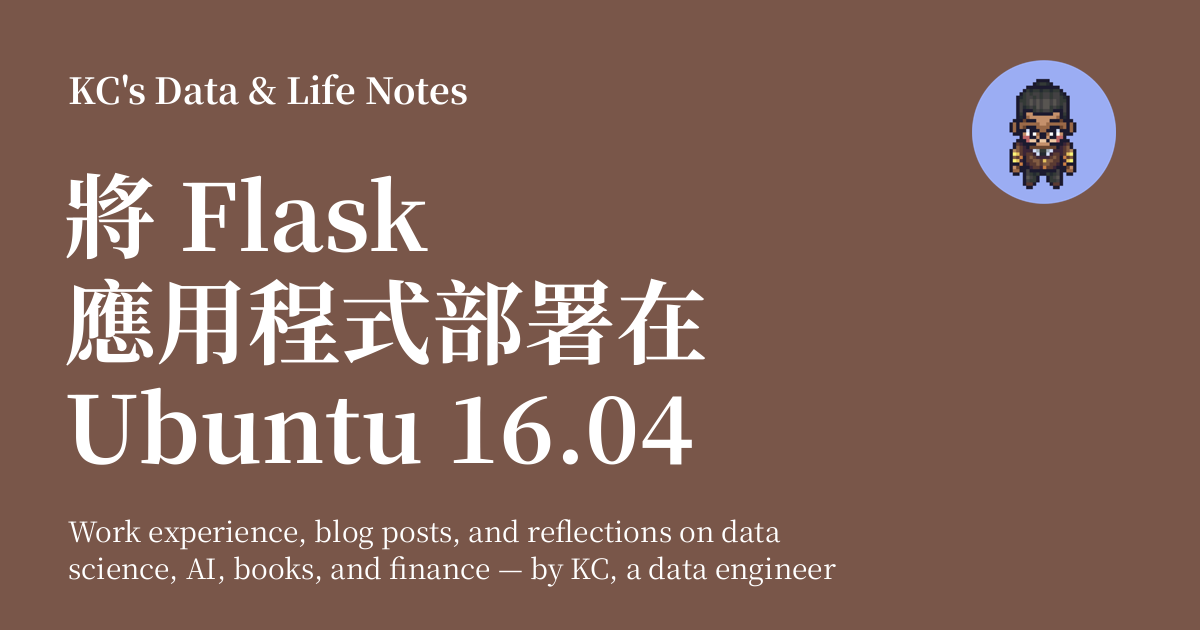 KC's Data & Life Notes
將 Flask
應用程式部署在
Ubuntu 16.04
Work experience, blog posts, and reflections on data
science, AI, books, and finance — by KC, a data engineer